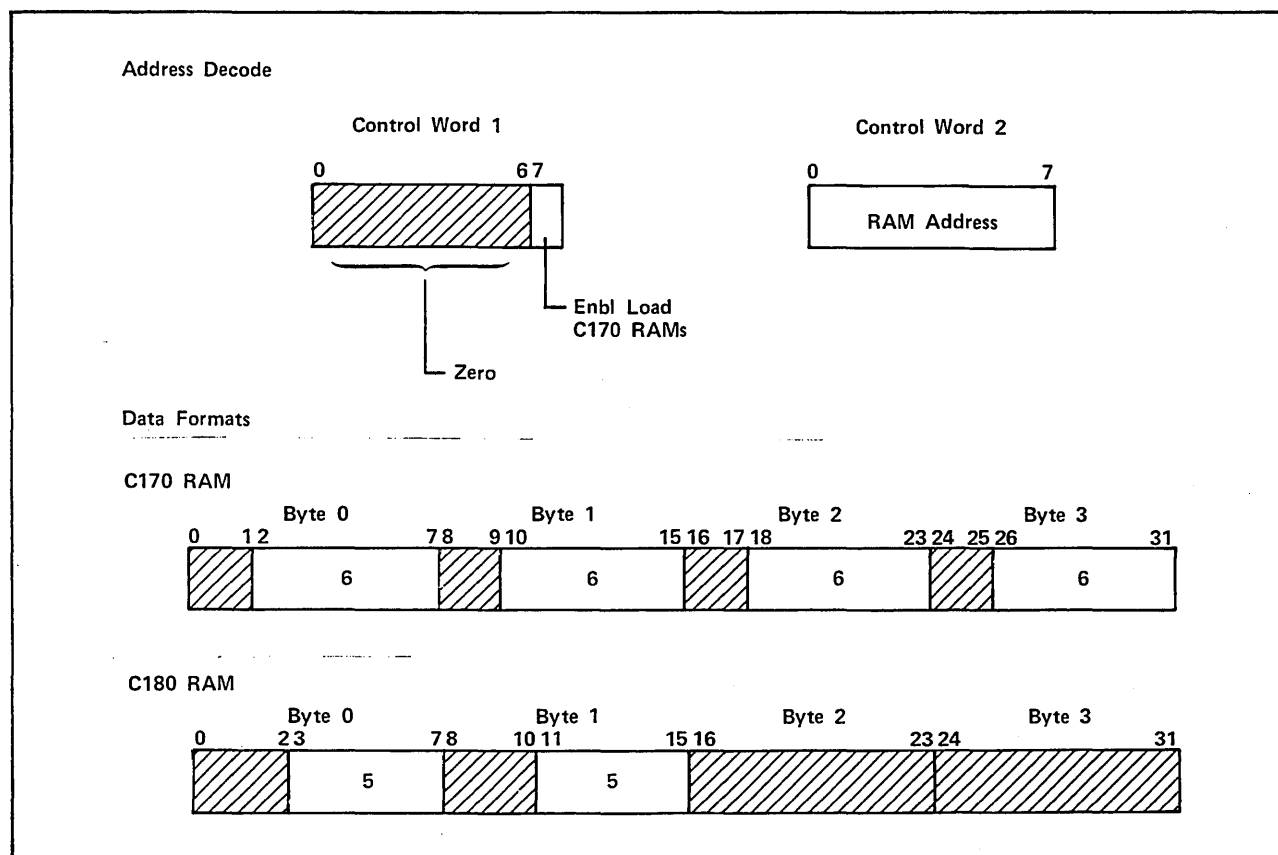 Address Decode
Control Word 1 Control Word 2
0 6 7 0 7
RAM Address
Enbl Load
C170 RAMs
Zero
Data Formats
C170 RAM
Byte 0 Byte 1 Byte 2 Byte 3
0 1 2 7 8 9 10 15 16 17 18 23 24 25 26 31
6 6 6 6
C180 RAM
Byte 0 Byte 1 Byte 2 Byte 3
0 2 3 7 8 10 11 15 16 23 24 31
5 5